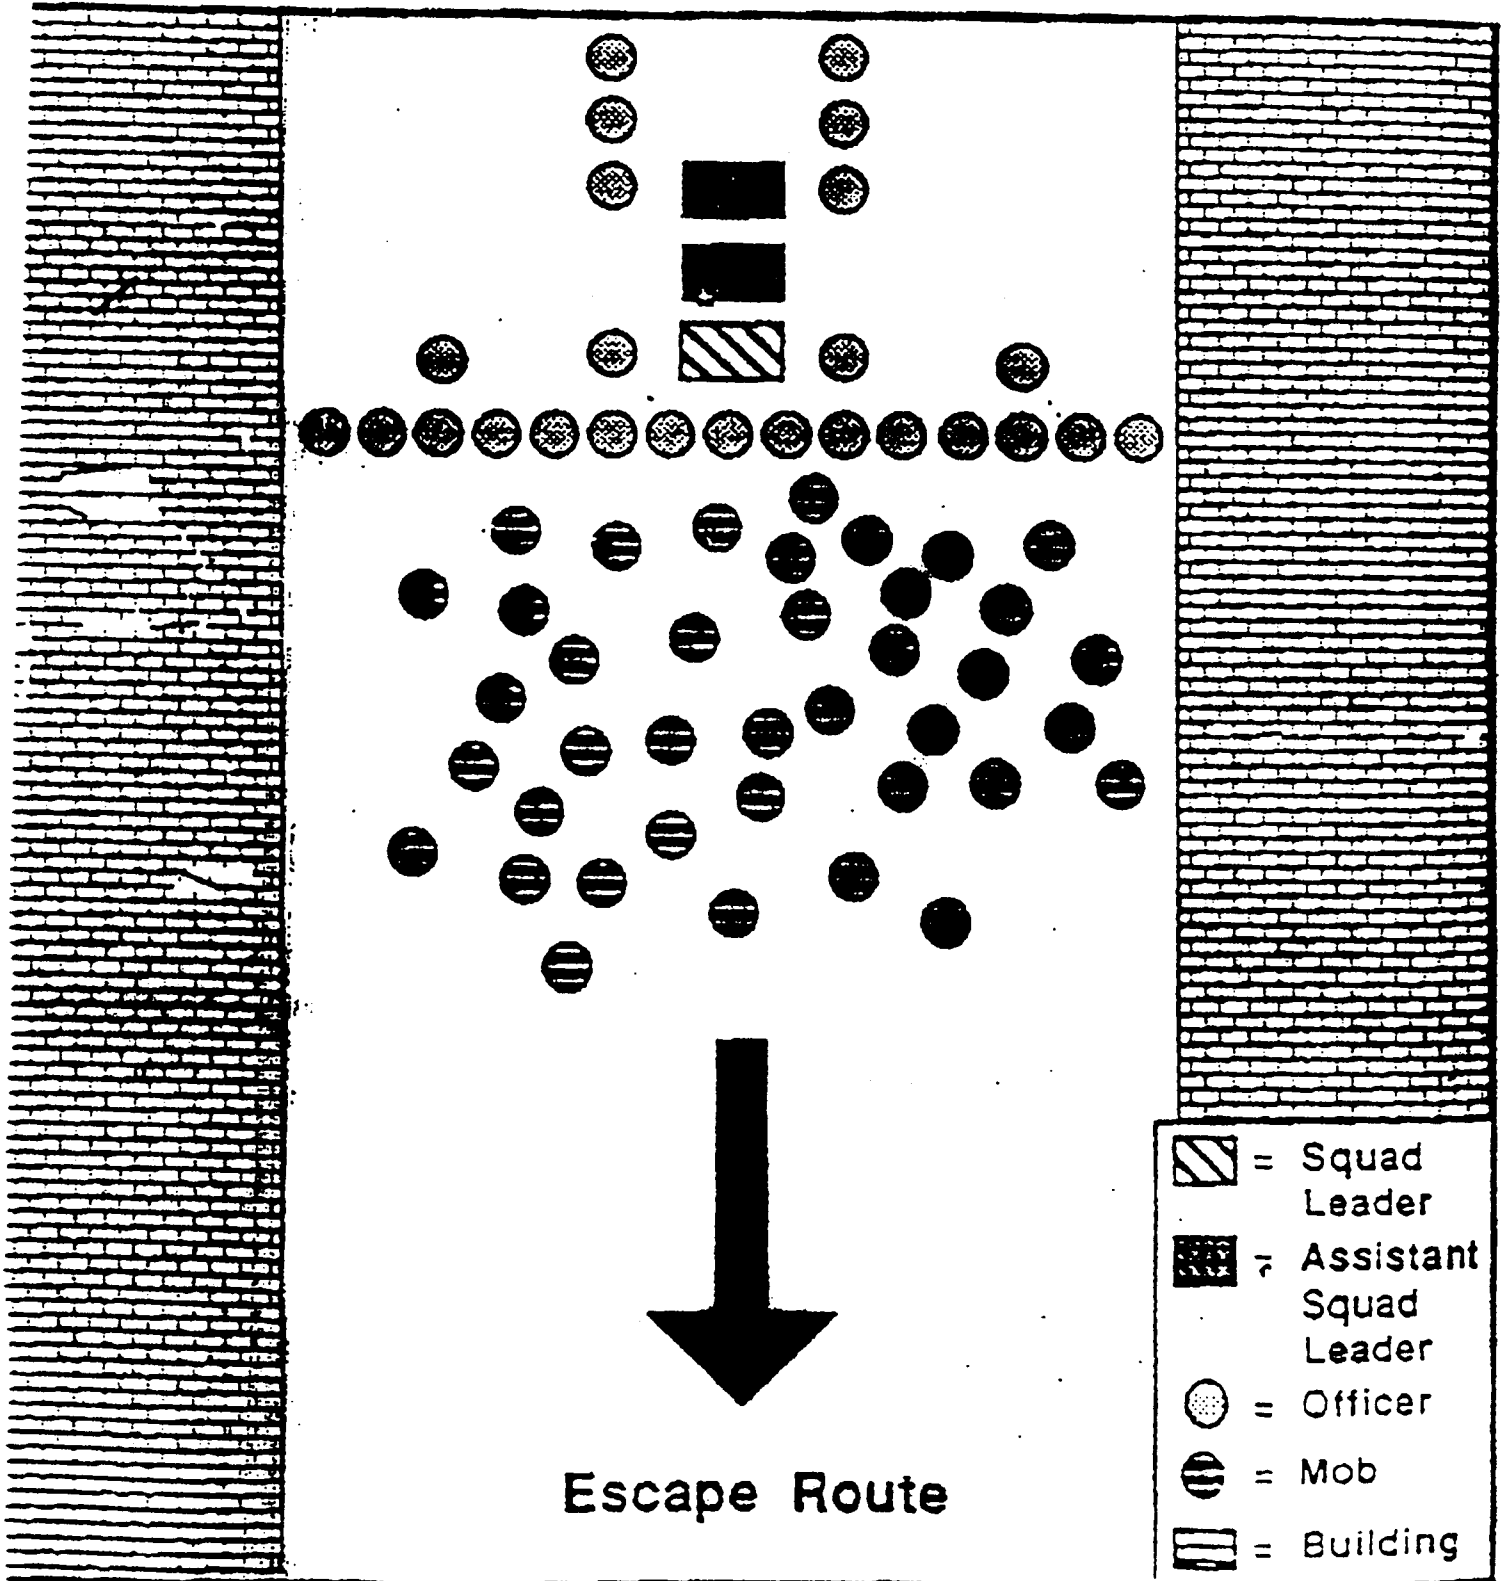 Escape Route
= Squad
Leader
= Assistant
Squad
Leader
= Officer
= Mob
= Building